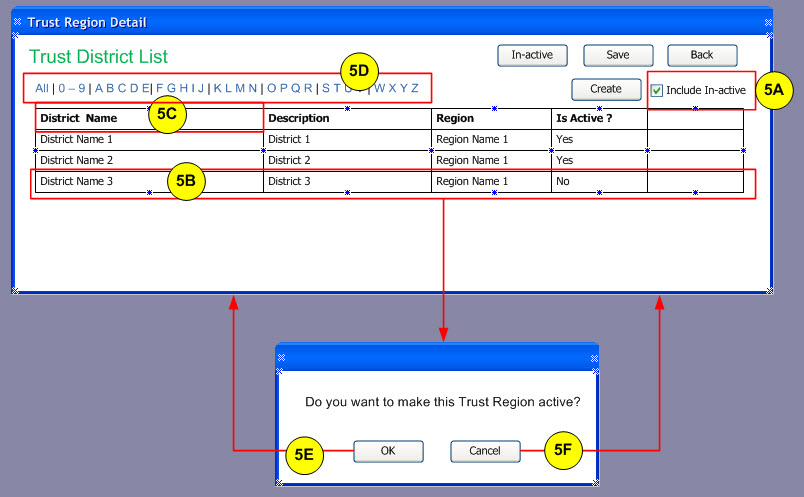 Trust Region Detail
Trust District List
In-active Save Back
5D
All | 0 – 9 | A B C D E | F G H I J | K L M N | O P Q R | S T U | W X Y Z
Create
Include In-active
5A
5C
District Name Description Region Is Active ?
District Name 1 District 1 Region Name 1 Yes
District Name 2 District 2 Region Name 1 Yes
District Name 3 5B District 3 Region Name 1 No
Do you want to make this Trust Region active?
5E OK Cancel 5F